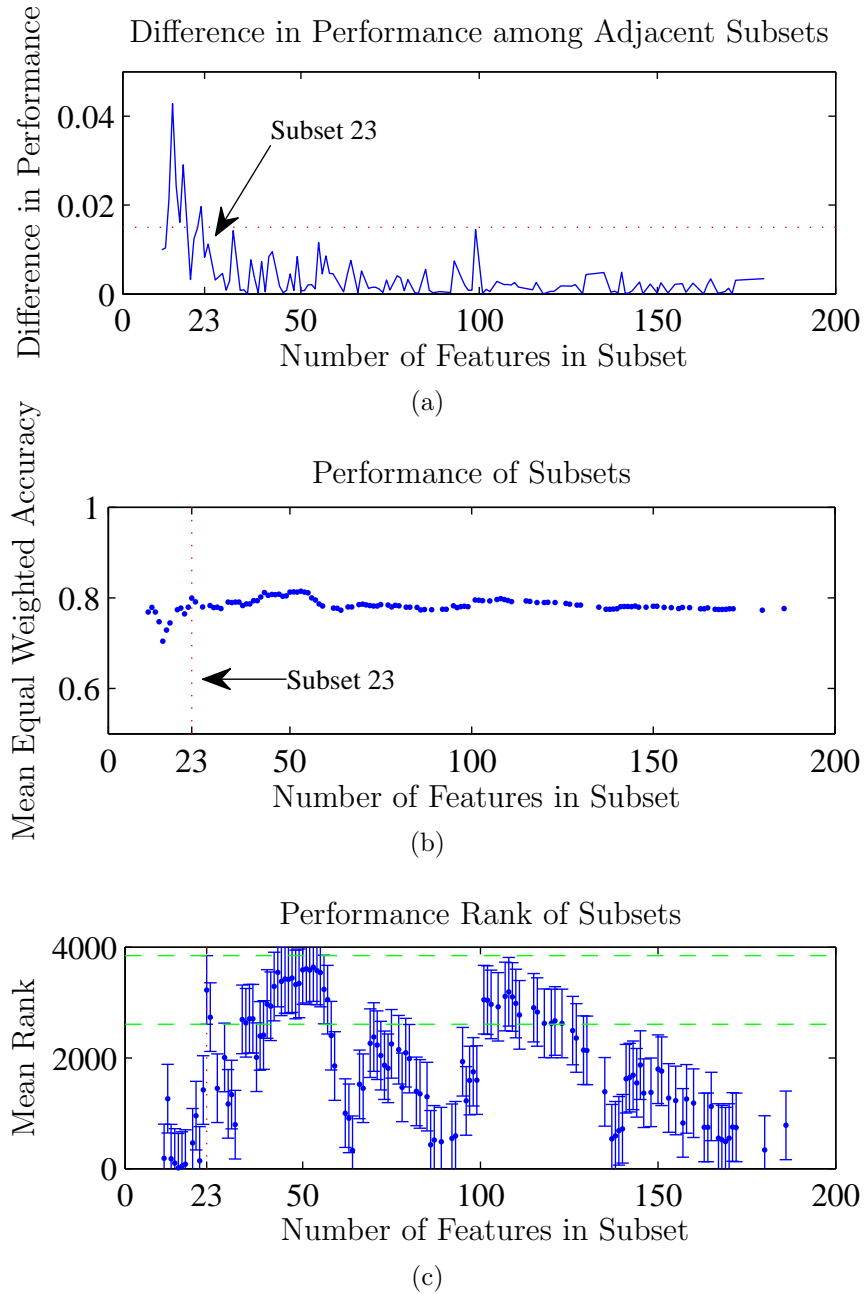 Difference in Performance among Adjacent Subsets
Difference in Performance
0.04
0.02
0
Subset 23
0 23 50 100 150 200
Number of Features in Subset
(a)
Performance of Subsets
Mean Equal Weighted Accuracy
1
0.8
0.6
Subset 23
0 23 50 100 150 200
Number of Features in Subset
(b)
Performance Rank of Subsets
Mean Rank
4000
2000
0
0 23 50 100 150 200
Number of Features in Subset
(c)